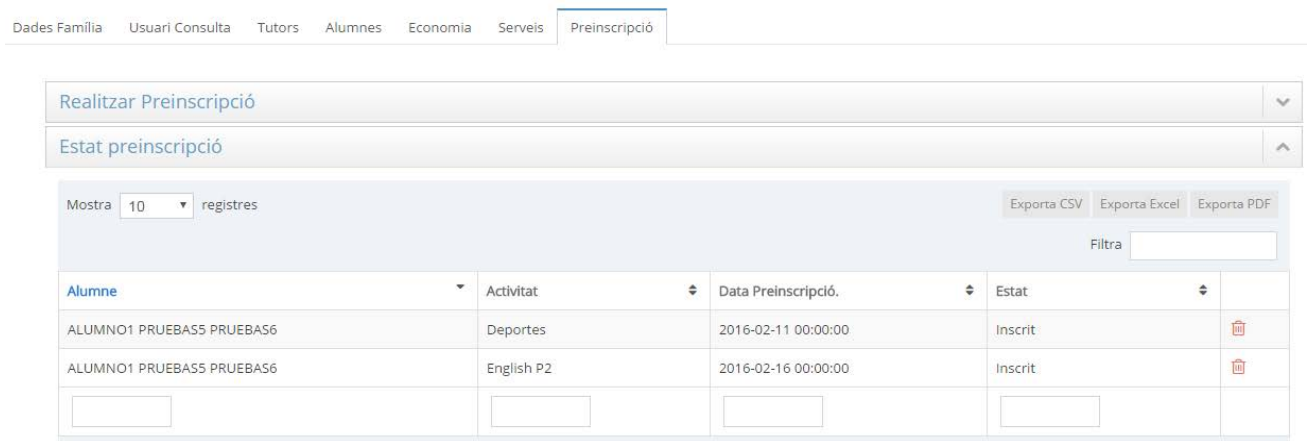 Dades Família Usuari Consulta Tutors Alumnes Economia Serveis Preinscripció
Realitzar Preinscripció
Estat preinscripció
Mostra 10 registres Exporta CSV Exporta Excel Exporta PDF
Filtra
Alumne Activitat Data Preinscripció. Estat
ALUMNO1 PRUEBAS5 PRUEBAS6 Deportes 2016-02-11 00:00:00 Inscrit
ALUMNO1 PRUEBAS5 PRUEBAS6 English P2 2016-02-16 00:00:00 Inscrit